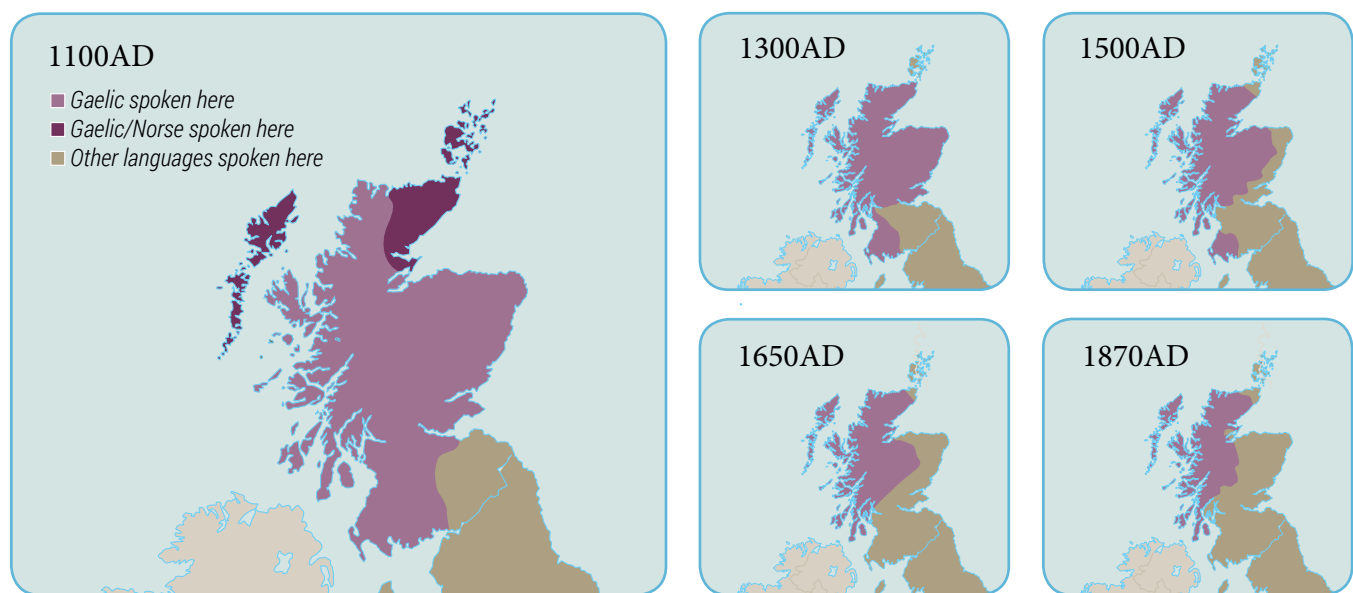 1100AD
Gaelic spoken here
Gaelic/Norse spoken here
Other languages spoken here
1300AD
1500AD
1650AD
1870AD